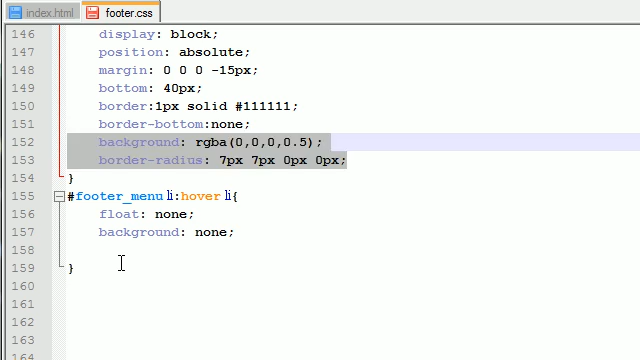 index.html footer.css
146 display: block;
147 position: absolute;
148 margin: 0 0 0 -15px;
149 bottom: 40px;
150 border:1px solid #111111;
151 border-bottom:none;
152 background: rgba(0,0,0,0.5);
153 border-radius: 7px 7px 0px 0px;
154 }
155 #footer_menu li:hover li{
156 float: none;
157 background: none;
158
159 }
160
161
162
163
164